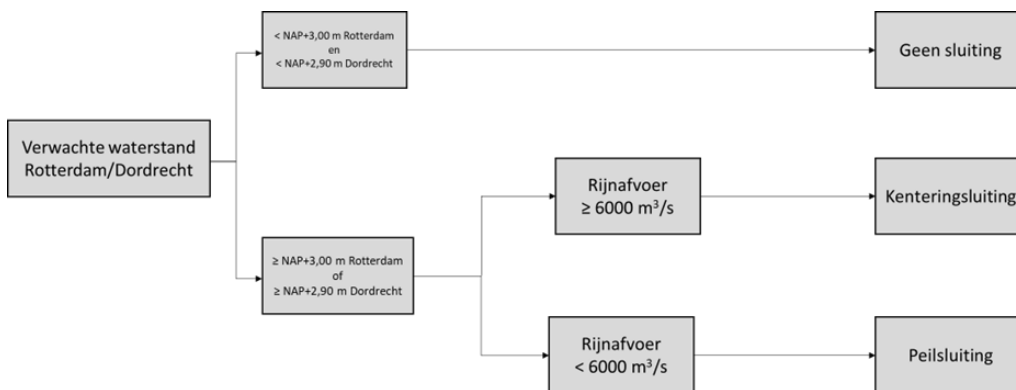 < NAP+3,00 m Rotterdam
en
< NAP+2,90 m Dordrecht
Geen sluiting
Verwachte waterstand
Rotterdam/Dordrecht
Rijnafvoer
≥ 6000 m³/s
Kenteringsluiting
≥ NAP+3,00 m Rotterdam
of
≥ NAP+2,90 m Dordrecht
Rijnafvoer
< 6000 m³/s
Peilsluiting